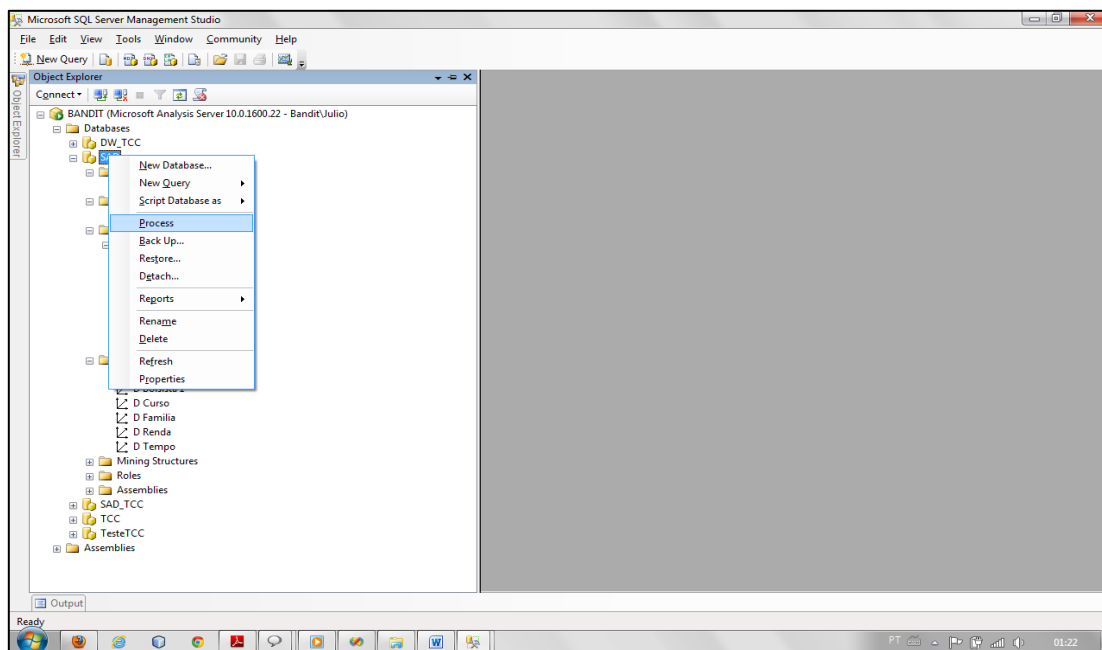 Microsoft SQL Server Management Studio
File Edit View Tools Window Community Help
New Query
Object Explorer
Object Explorer
Connect
BANDIT (Microsoft Analysis Server 10.0.1600.22 - Bandit\Julio)
Databases
DW_TCC
New Database...
New Query
Script Database as
Process
Back Up...
Restore...
Detach...
Reports
Rename
Delete
Refresh
Properties
D Curso
D Familia
D Renda
D Tempo
Mining Structures
Roles
Assemblies
SAD_TCC
TCC
TesteTCC
Assemblies
Output
Ready
PT
01:22